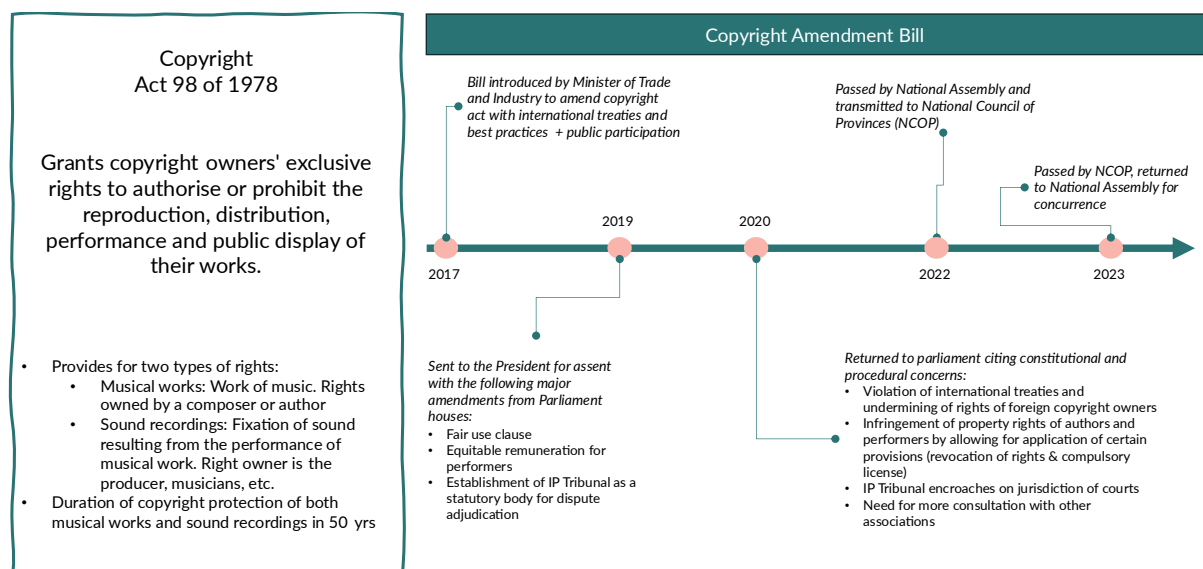 Copyright
Act 98 of 1978
Grants copyright owners' exclusive
rights to authorise or prohibit the
reproduction, distribution,
performance and public display of
their works.
• Provides for two types of rights:
• Musical works: Work of music. Rights
owned by a composer or author
• Sound recordings: Fixation of sound
resulting from the performance of
musical work. Right owner is the
producer, musicians, etc.
• Duration of copyright protection of both
musical works and sound recordings in 50 yrs
Copyright Amendment Bill
Bill introduced by Minister of Trade
and Industry to amend copyright
act with international treaties and
best practices + public participation
Passed by National Assembly and
transmitted to National Council of
Provinces (NCOP)
Passed by NCOP, returned
to National Assembly for
concurrence
2017
2019
2020
2022
2023
Sent to the President for assent
with the following major
amendments from Parliament
houses:
• Fair use clause
• Equitable remuneration for
performers
• Establishment of IP Tribunal as a
statutory body for dispute
adjudication
Returned to parliament citing constitutional and
procedural concerns:
• Violation of international treaties and
undermining of rights of foreign copyright owners
• Infringement of property rights of authors and
performers by allowing for application of certain
provisions (revocation of rights & compulsory
license)
• IP Tribunal encroaches on jurisdiction of courts
• Need for more consultation with other
associations